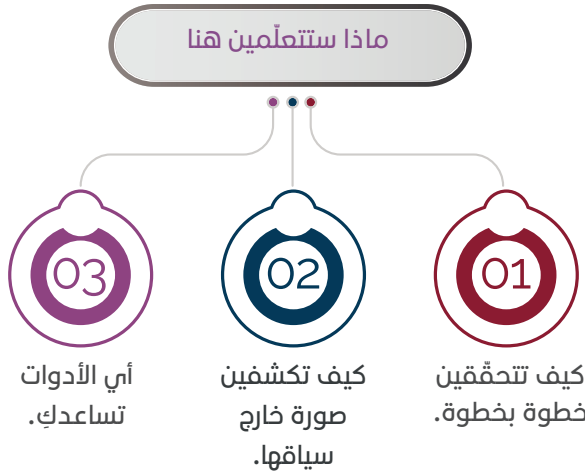 ماذا ستتعلّمين هنا
01
كيف تتحقّقين
خطوة بخطوة.
02
كيف تكشفين
صورة خارج
سياقها.
03
أي الأدوات
تساعدكِ.